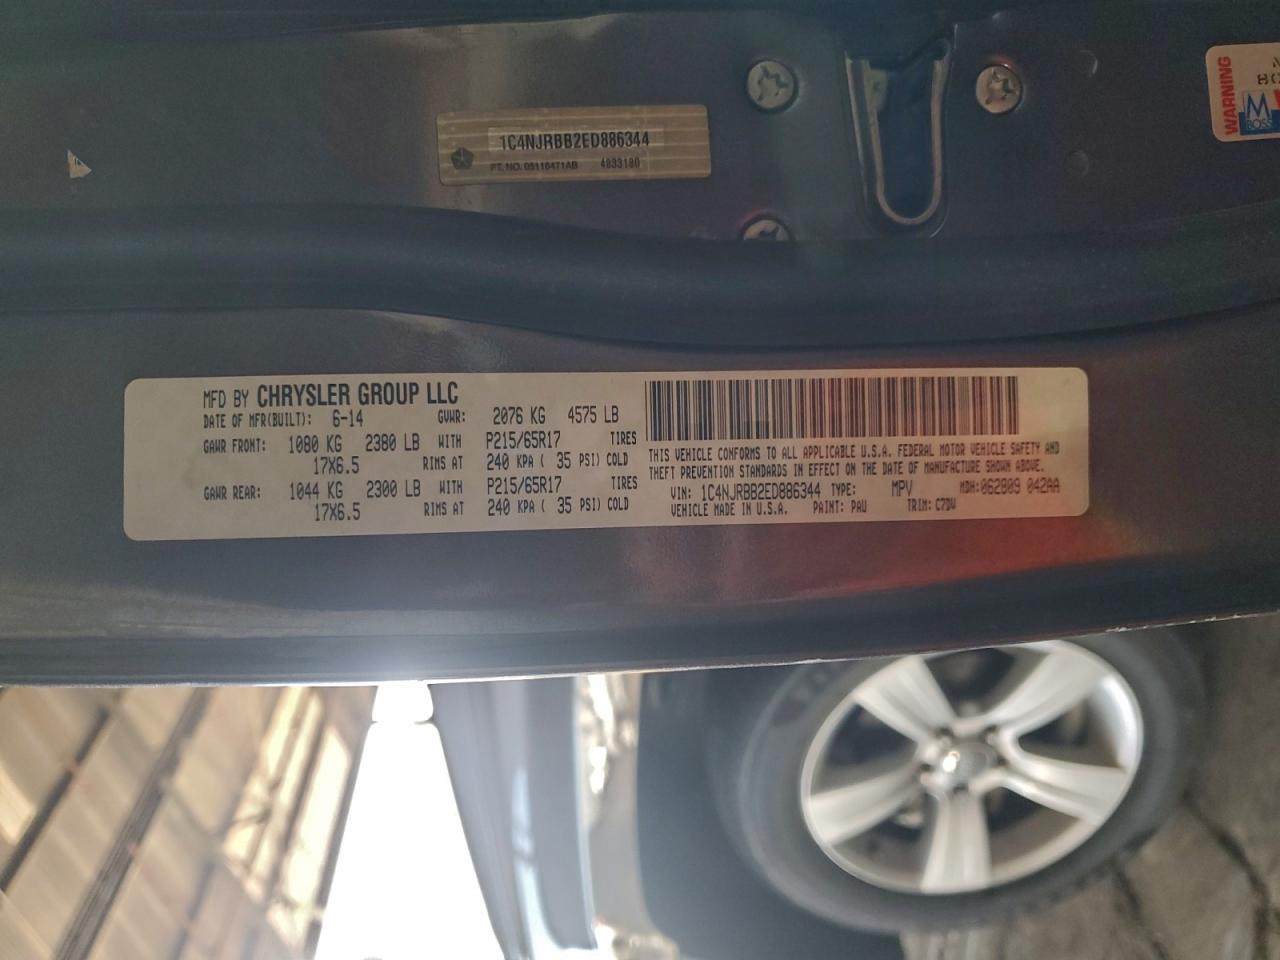 1C4NJRBB2ED886344
PT. NO. 05116471AB 4833180
WARNING
M
BOSS
MFD BY CHRYSLER GROUP LLC
DATE OF MFR(BUILT): 6-14 GVWR: 2076 KG 4575 LB
GAWR FRONT: 1080 KG 2380 LB WITH P215/65R17 TIRES
17X6.5 RIMS AT 240 KPA ( 35 PSI) COLD
GAWR REAR: 1044 KG 2300 LB WITH P215/65R17 TIRES
17X6.5 RIMS AT 240 KPA ( 35 PSI) COLD
THIS VEHICLE CONFORMS TO ALL APPLICABLE U.S.A. FEDERAL MOTOR VEHICLE SAFETY AND
THEFT PREVENTION STANDARDS IN EFFECT ON THE DATE OF MANUFACTURE SHOWN ABOVE.
VIN: 1C4NJRBB2ED886344 TYPE: MPV MDH:062809 042AA
VEHICLE MADE IN U.S.A. PAINT: PAU TRIM: C7DW